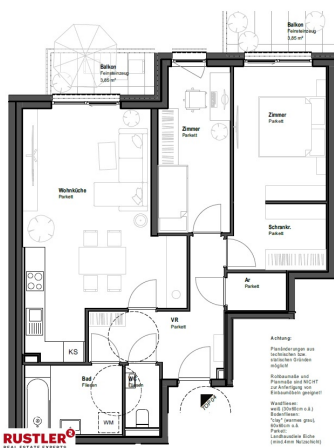 Balkon
Feinsteinzeug
3,85 m²
Balkon
Feinsteinzeug
3,85 m²
Zimmer
Parkett
Zimmer
Parkett
Wohnküche
Parkett
Schrankr.
Parkett
Ar
Parkett
VR
Parkett
KS
Bad
Fliesen
WC
Fliesen
WM
Achtung:
Planänderungen aus
technischen bzw.
statischen Gründen
möglich!
Rohbaumaße und
Planmaße sind NICHT
zur Anfertigung von
Einbaumöbeln geeignet!
Wandfliesen:
weiß (30x60cm o.ä.)
Bodenfliesen:
"clay" (warmes grau),
60x60cm o.ä.
Parkett:
Landhausdiele Eiche
RUSTLER
REAL ESTATE EXPERTS